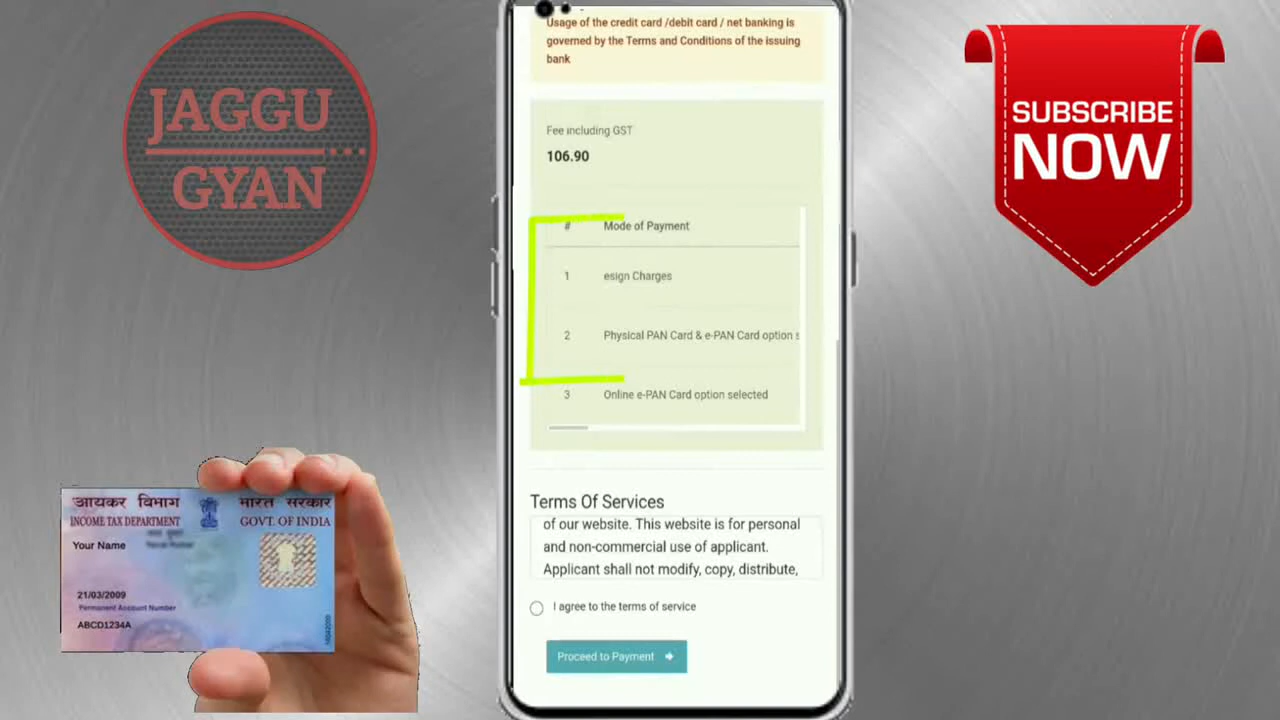 JAGGU
GYAN
Usage of the credit card /debit card / net banking is
governed by the Terms and Conditions of the issuing
bank
Fee including GST
106.90
# Mode of Payment
1 esign Charges
2 Physical PAN Card & e-PAN Card option s
3 Online e-PAN Card option selected
Terms Of Services
of our website. This website is for personal
and non-commercial use of applicant.
Applicant shall not modify, copy, distribute,
I agree to the terms of service
Proceed to Payment
SUBSCRIBE
NOW
आयकर विभाग भारत सरकार
INCOME TAX DEPARTMENT GOVT. OF INDIA
Your Name
21/03/2009
Permanent Account Number
ABCD1234A